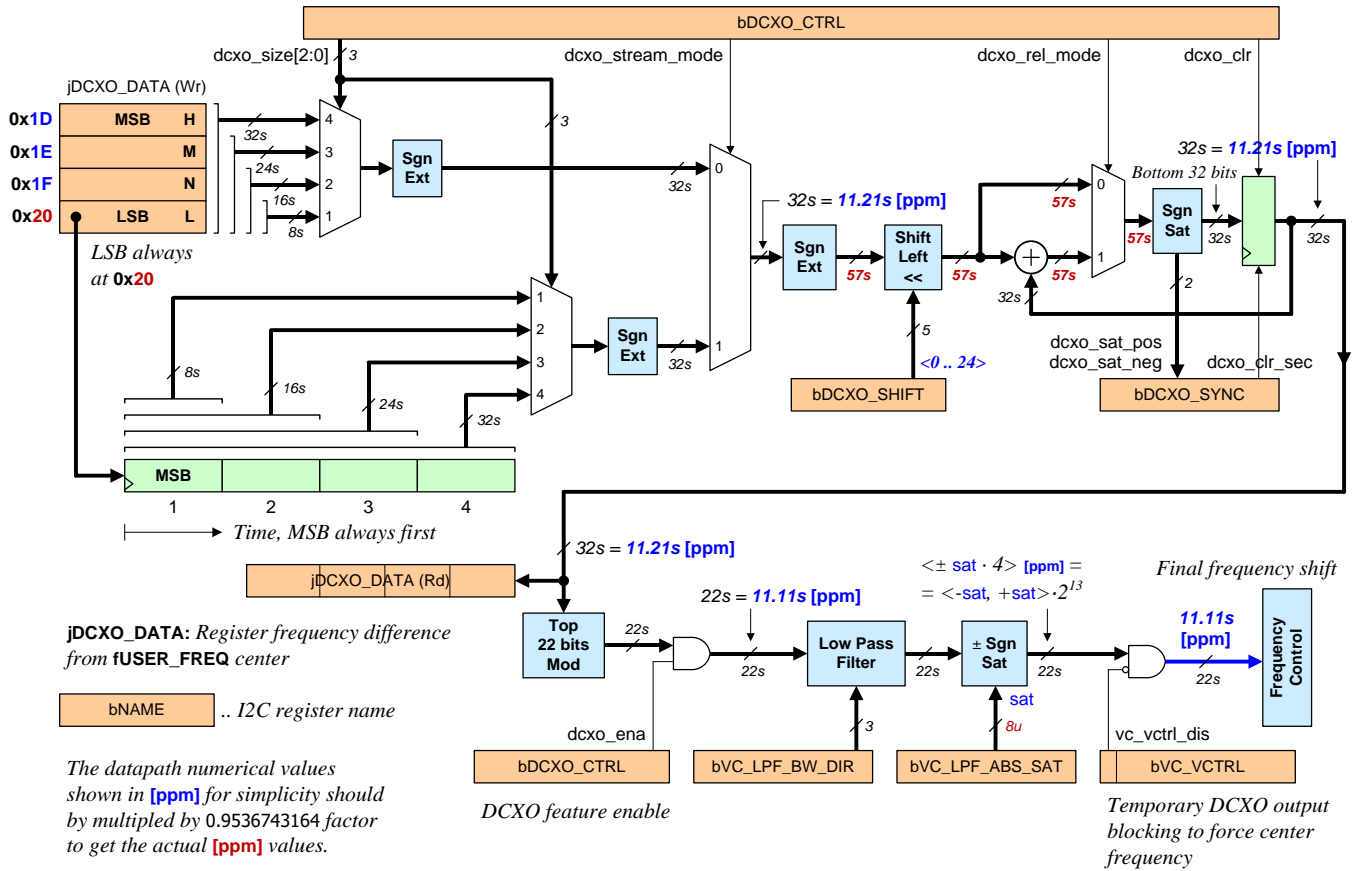 bDCXO_CTRL
dcxo_size[2:0]
3
dcxo_stream_mode
dcxo_rel_mode
dcxo_clr
jDCXO_DATA (Wr)
0x1D
MSB H
0x1E
M
0x1F
N
0x20
LSB L
32s
24s
16s
8s
4
3
2
1
3
Sgn
Ext
32s
0
1
LSB always
at 0x20
1
2
3
4
Sgn
Ext
32s
8s
16s
24s
32s
MSB
1 2 3 4
Time, MSB always first
32s = 11.21s [ppm]
Sgn
Ext
57s
Shift
Left
<<
57s
5
<0 .. 24>
bDCXO_SHIFT
57s
+
57s
32s
0
1
57s
Sgn
Sat
32s = 11.21s [ppm]
Bottom 32 bits
32s
32s
2
dcxo_sat_pos
dcxo_sat_neg
dcxo_clr_sec
bDCXO_SYNC
32s = 11.21s [ppm]
jDCXO_DATA (Rd)
jDCXO_DATA: Register frequency difference
from fUSER_FREQ center
bNAME .. I2C register name
The datapath numerical values
shown in [ppm] for simplicity should
by multipled by 0.9536743164 factor
to get the actual [ppm] values.
Top
22 bits
Mod
22s
22s = 11.11s [ppm]
22s
dcxo_ena
bDCXO_CTRL
DCXO feature enable
Low Pass
Filter
22s
3
bVC_LPF_BW_DIR
<± sat · 4> [ppm] =
= <-sat, +sat>·2¹³
± Sgn
Sat
22s
sat
8u
bVC_LPF_ABS_SAT
Final frequency shift
11.11s
[ppm]
22s
Frequency
Control
vc_vctrl_dis
bVC_VCTRL
Temporary DCXO output
blocking to force center
frequency